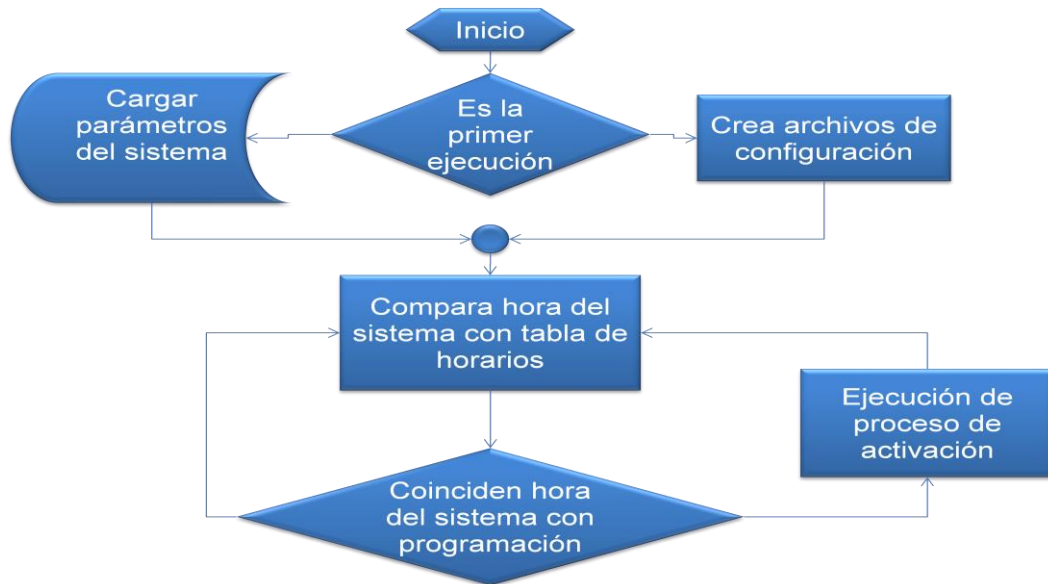 Inicio
Cargar
parámetros
del sistema
Es la
primer
ejecución
Crea archivos de
configuración
Compara hora del
sistema con tabla de
horarios
Ejecución de
proceso de
activación
Coinciden hora
del sistema con
programación